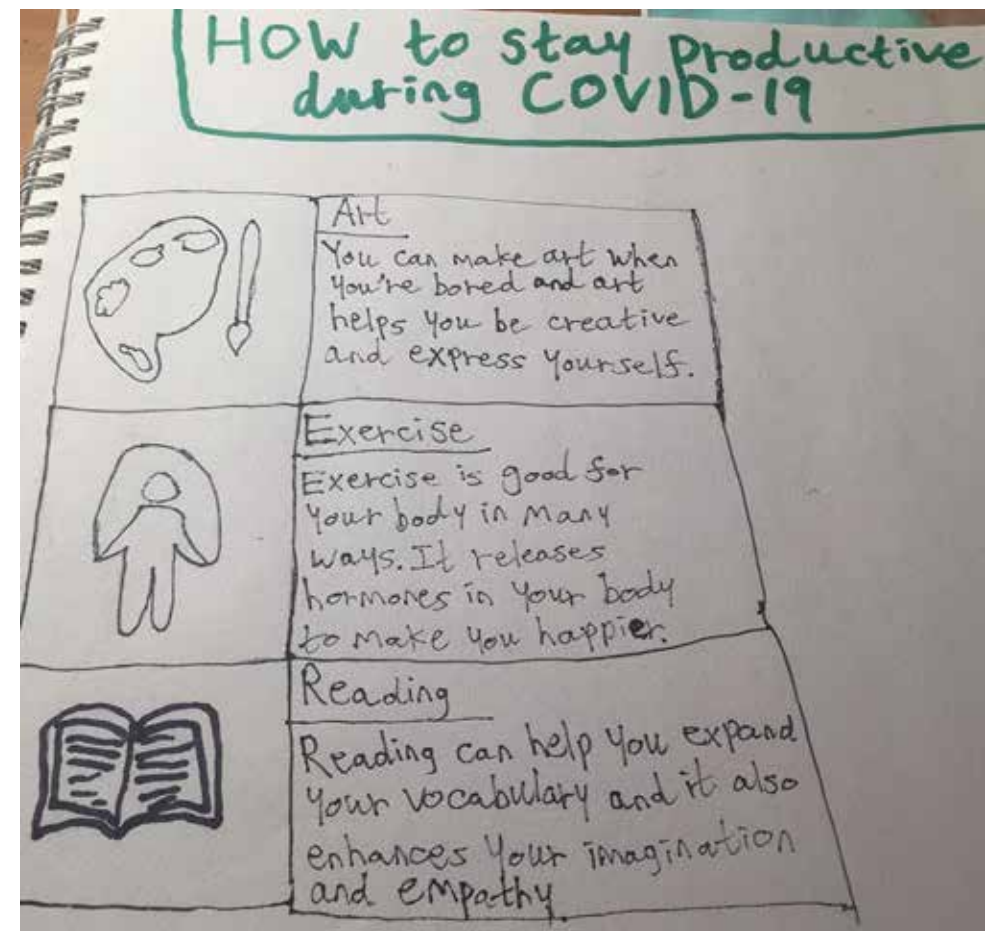 HOW to stay productive
during COVID-19
Art
You can make art when
you're bored and art
helps you be creative
and express yourself.
Exercise
Exercise is good for
your body in many
ways. It releases
hormones in your body
to make you happier.
Reading
Reading can help you expand
your vocabulary and it also
enhances your imagination
and empathy.